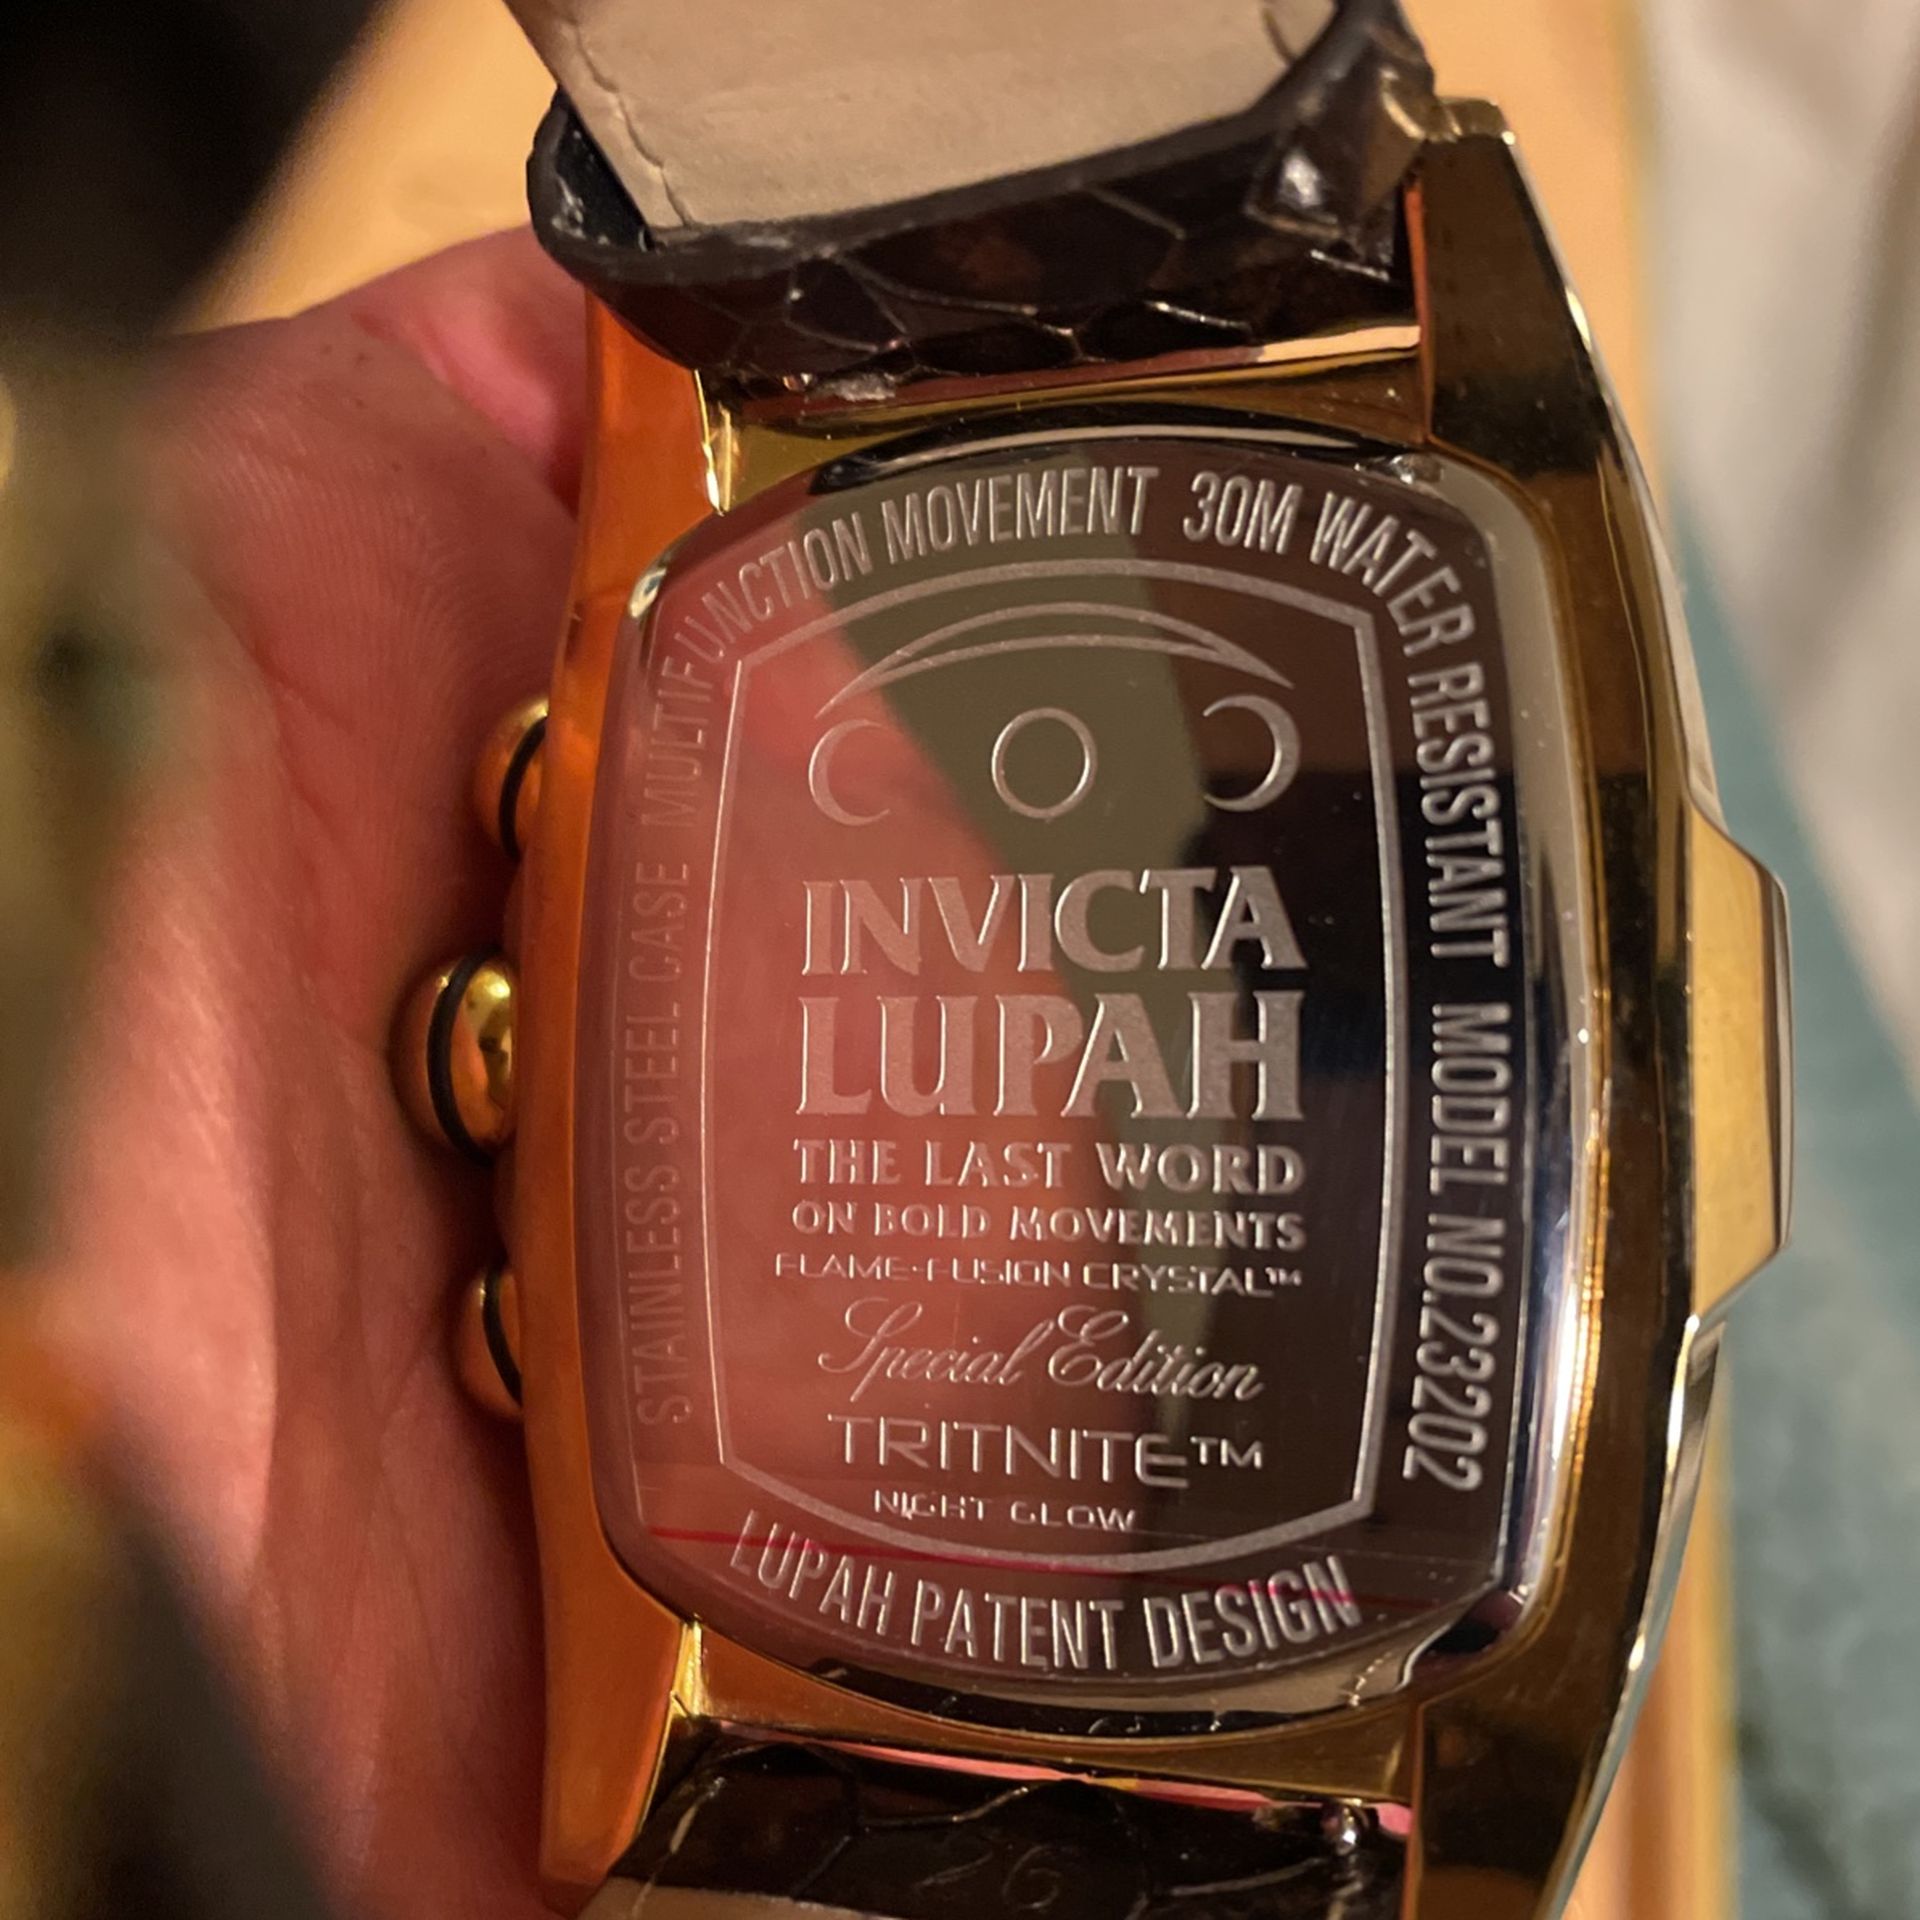 STAINLESS STEEL CASE MULTIFUNCTION MOVEMENT 30M WATER RESISTANT MODEL NO.23202
INVICTA
LUPAH
THE LAST WORD
ON BOLD MOVEMENTS
FLAME-FUSION CRYSTAL™
Special Edition
TRITNITE™
NIGHT GLOW
LUPAH PATENT DESIGN
26